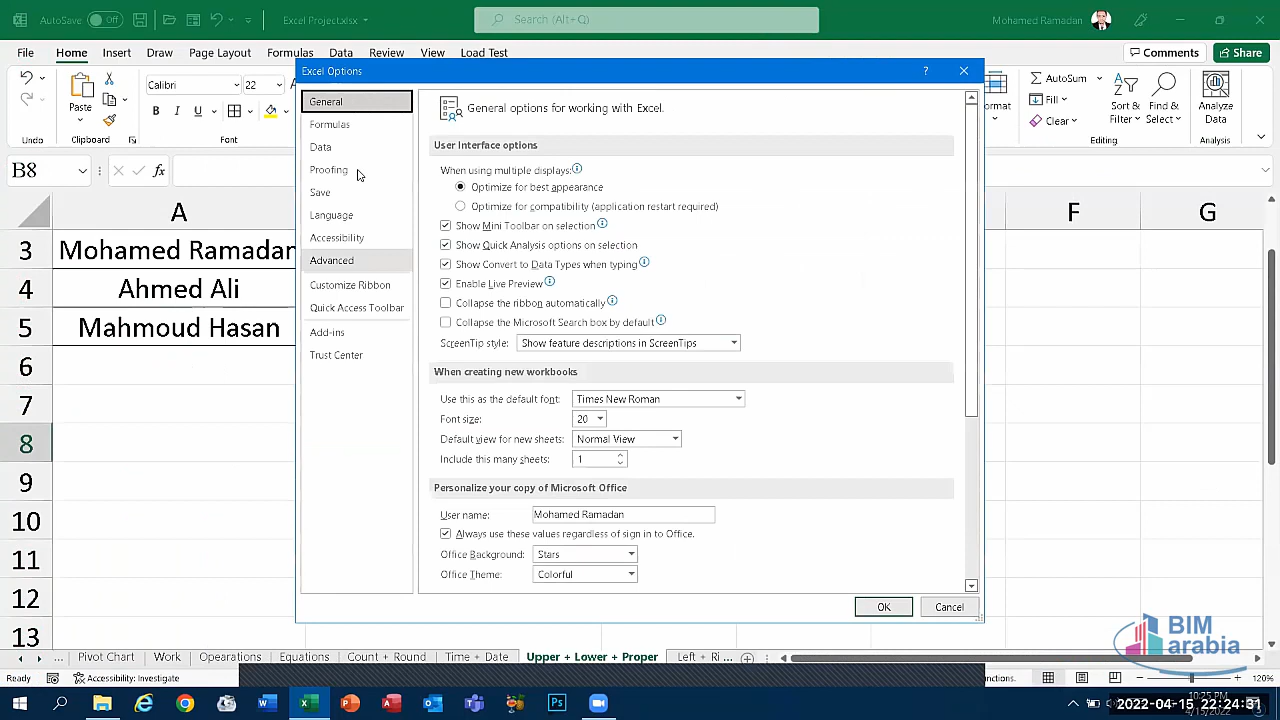 AutoSave Off Excel Project.xlsx Search (Alt+Q) Mohamed Ramadan
File Home Insert Draw Page Layout Formulas Data Review View Load Test Comments Share
Paste Calibri 22 B I U AutoSum Fill Clear Sort & Filter Find & Select Analyze Data
Undo Clipboard Font Editing
B8 fx
A F G
3 Mohamed Ramadan
4 Ahmed Ali
5 Mahmoud Hasan
6
7
8
9
10
11
12
13
Excel Options ?
General
Formulas
Data
Proofing
Save
Language
Accessibility
Advanced
Customize Ribbon
Quick Access Toolbar
Add-ins
Trust Center
General options for working with Excel.
User Interface options
When using multiple displays:
Optimize for best appearance
Optimize for compatibility (application restart required)
Show Mini Toolbar on selection
Show Quick Analysis options on selection
Show Convert to Data Types when typing
Enable Live Preview
Collapse the ribbon automatically
Collapse the Microsoft Search box by default
ScreenTip style: Show feature descriptions in ScreenTips
When creating new workbooks
Use this as the default font: Times New Roman
Font size: 20
Default view for new sheets: Normal View
Include this many sheets: 1
Personalize your copy of Microsoft Office
User name: Mohamed Ramadan
Always use these values regardless of sign in to Office.
Office Background: Stars
Office Theme: Colorful
OK Cancel
BIM
arabia
... Pivot Chart Work Operations Equations Count + Round Time + Date Upper + Lower + Proper Left + Ri ...
Ready Accessibility: Investigate 120%
10:25 PM
4/15/2022
2022-04-15 22:24:31